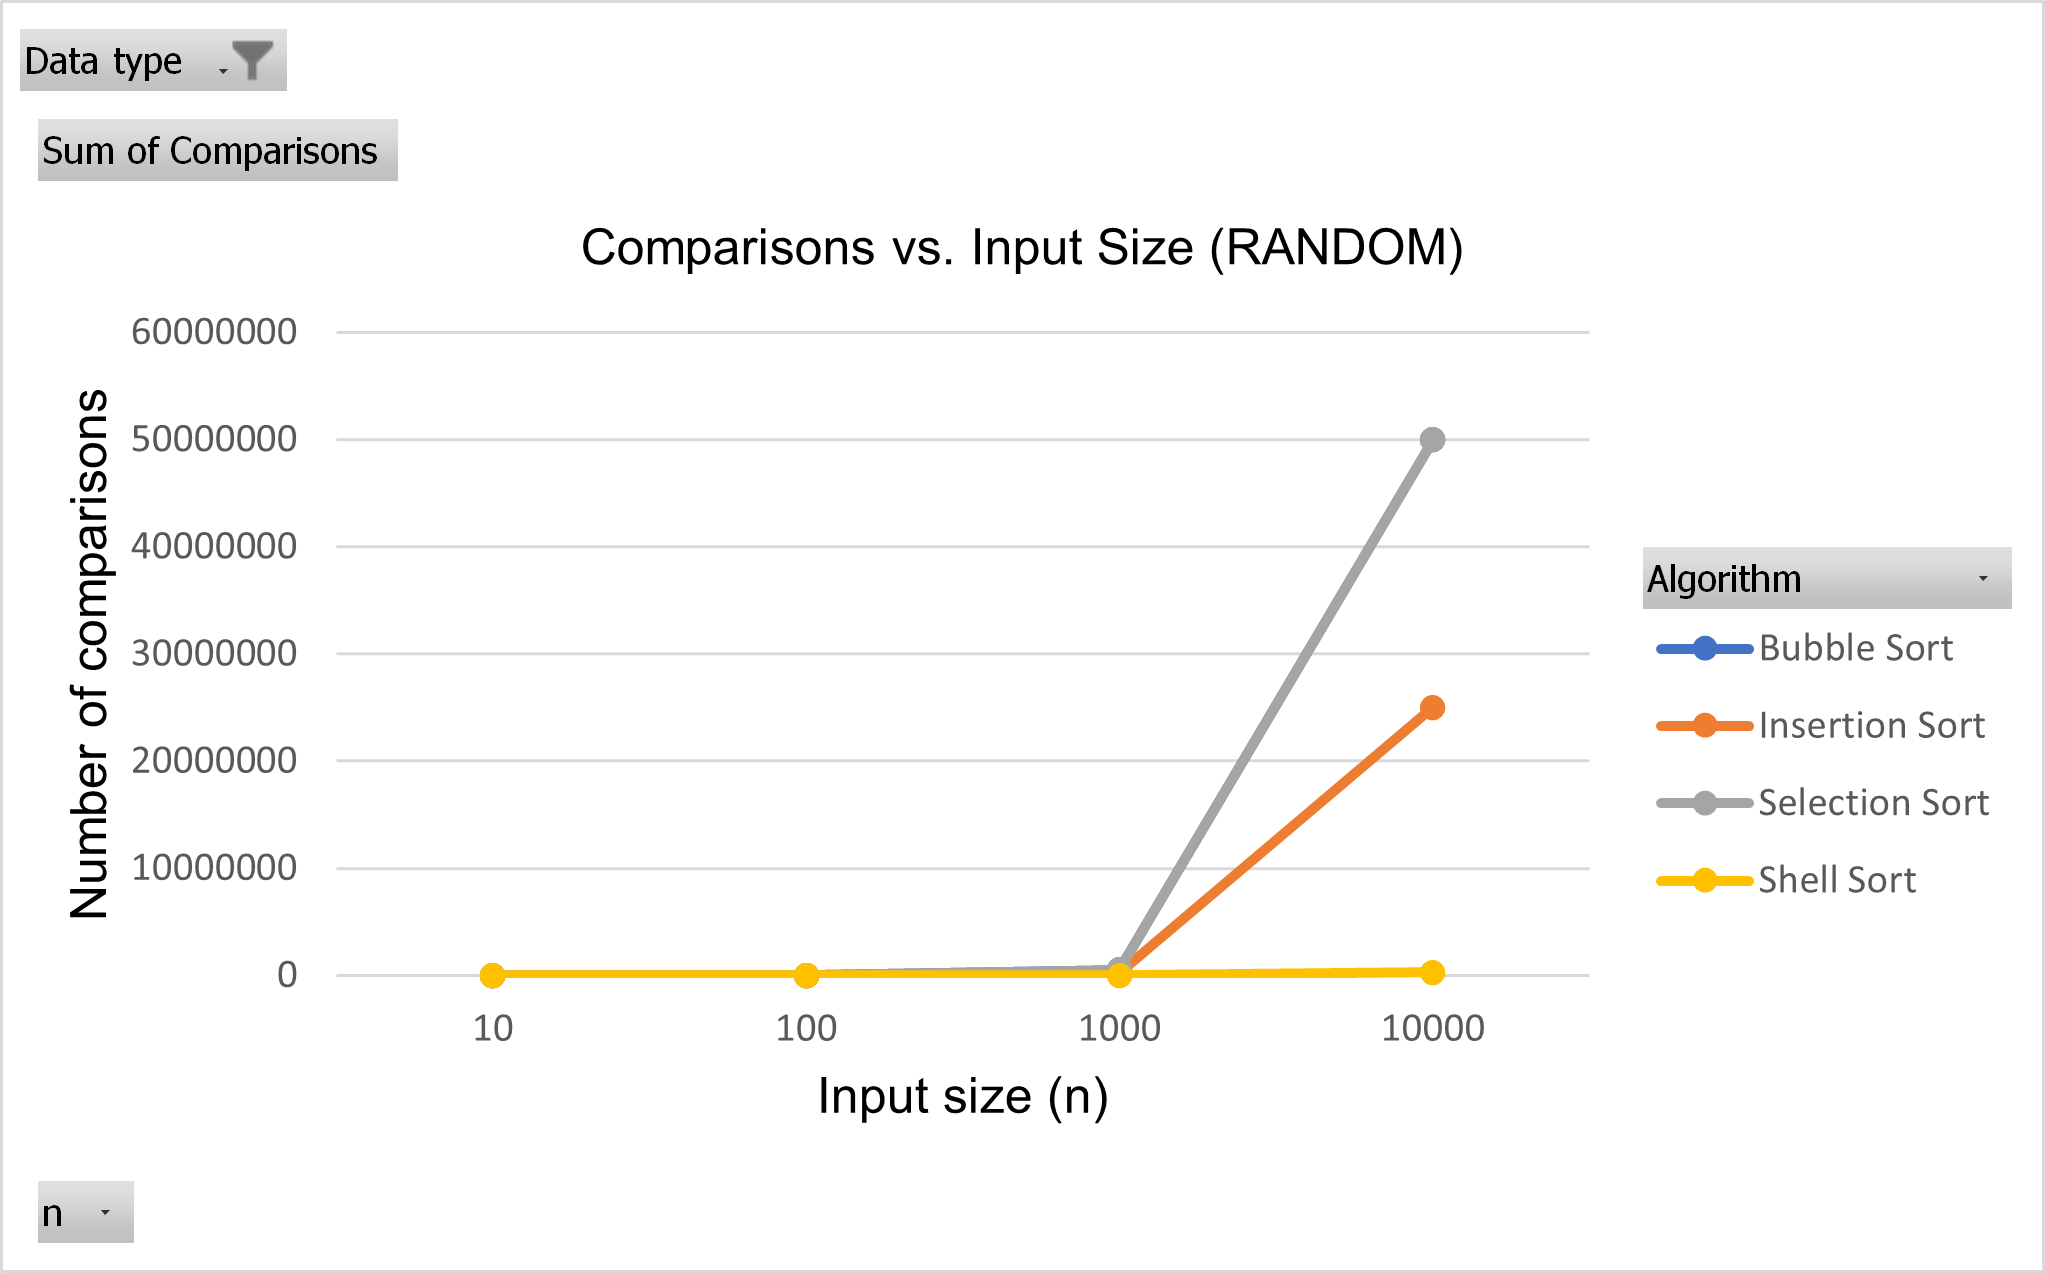 Data type
Sum of Comparisons
Comparisons vs. Input Size (RANDOM)
Number of comparisons
60000000
50000000
40000000
30000000
20000000
10000000
0
10 100 1000 10000
Input size (n)
Algorithm
Bubble Sort
Insertion Sort
Selection Sort
Shell Sort
n